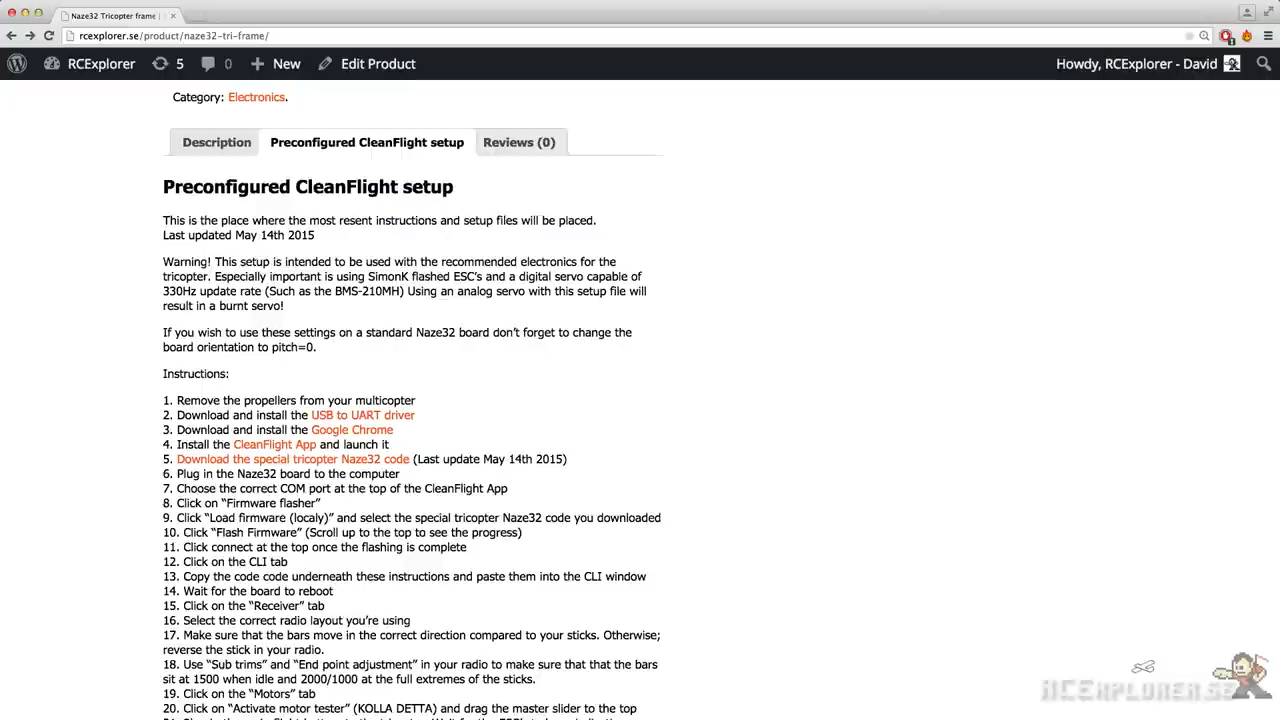 Naze32 Tricopter frame |
rcexplorer.se/product/naze32-tri-frame/
RCExplorer 5 0 New Edit Product Howdy, RCExplorer - David
Category: Electronics.
Description Preconfigured CleanFlight setup Reviews (0)
Preconfigured CleanFlight setup
This is the place where the most resent instructions and setup files will be placed.
Last updated May 14th 2015
Warning! This setup is intended to be used with the recommended electronics for the
tricopter. Especially important is using SimonK flashed ESC's and a digital servo capable of
330Hz update rate (Such as the BMS-210MH) Using an analog servo with this setup file will
result in a burnt servo!
If you wish to use these settings on a standard Naze32 board don't forget to change the
board orientation to pitch=0.
Instructions:
1. Remove the propellers from your multicopter
2. Download and install the USB to UART driver
3. Download and install the Google Chrome
4. Install the CleanFlight App and launch it
5. Download the special tricopter Naze32 code (Last update May 14th 2015)
6. Plug in the Naze32 board to the computer
7. Choose the correct COM port at the top of the CleanFlight App
8. Click on “Firmware flasher”
9. Click “Load firmware (localy)” and select the special tricopter Naze32 code you downloaded
10. Click “Flash Firmware” (Scroll up to the top to see the progress)
11. Click connect at the top once the flashing is complete
12. Click on the CLI tab
13. Copy the code code underneath these instructions and paste them into the CLI window
14. Wait for the board to reboot
15. Click on the “Receiver” tab
16. Select the correct radio layout you're using
17. Make sure that the bars move in the correct direction compared to your sticks. Otherwise;
reverse the stick in your radio.
18. Use “Sub trims” and “End point adjustment” in your radio to make sure that that the bars
sit at 1500 when idle and 2000/1000 at the full extremes of the sticks.
19. Click on the “Motors” tab
20. Click on “Activate motor tester” (KOLLA DETTA) and drag the master slider to the top
RCExplorer.se